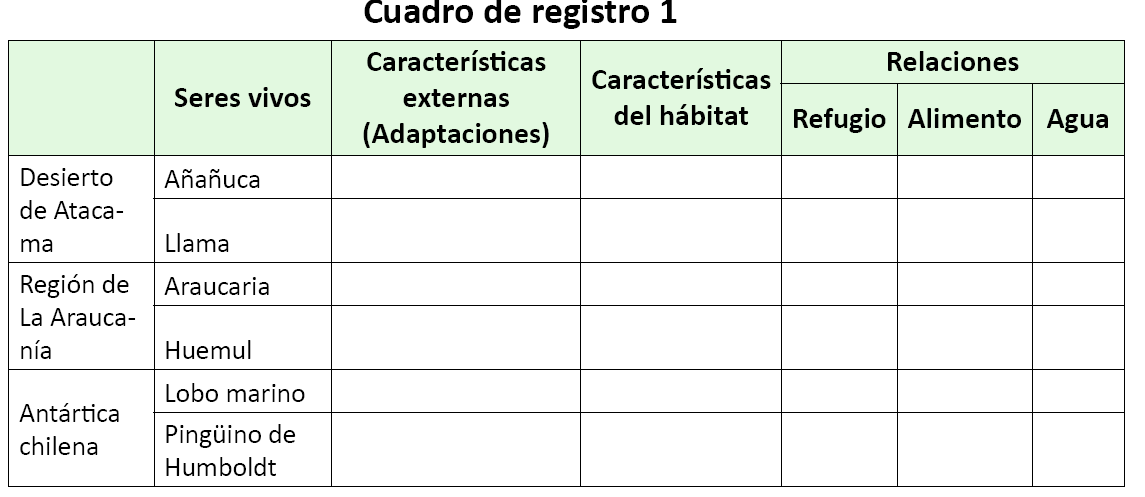 Cuadro de registro 1
Seres vivos
Características
externas
(Adaptaciones)
Características
del hábitat
Relaciones
Refugio
Alimento
Agua
Desierto
de Ataca-
ma
Añañuca
Llama
Región de
La Arauca-
nía
Araucaria
Huemul
Antártica
chilena
Lobo marino
Pingüino de
Humboldt